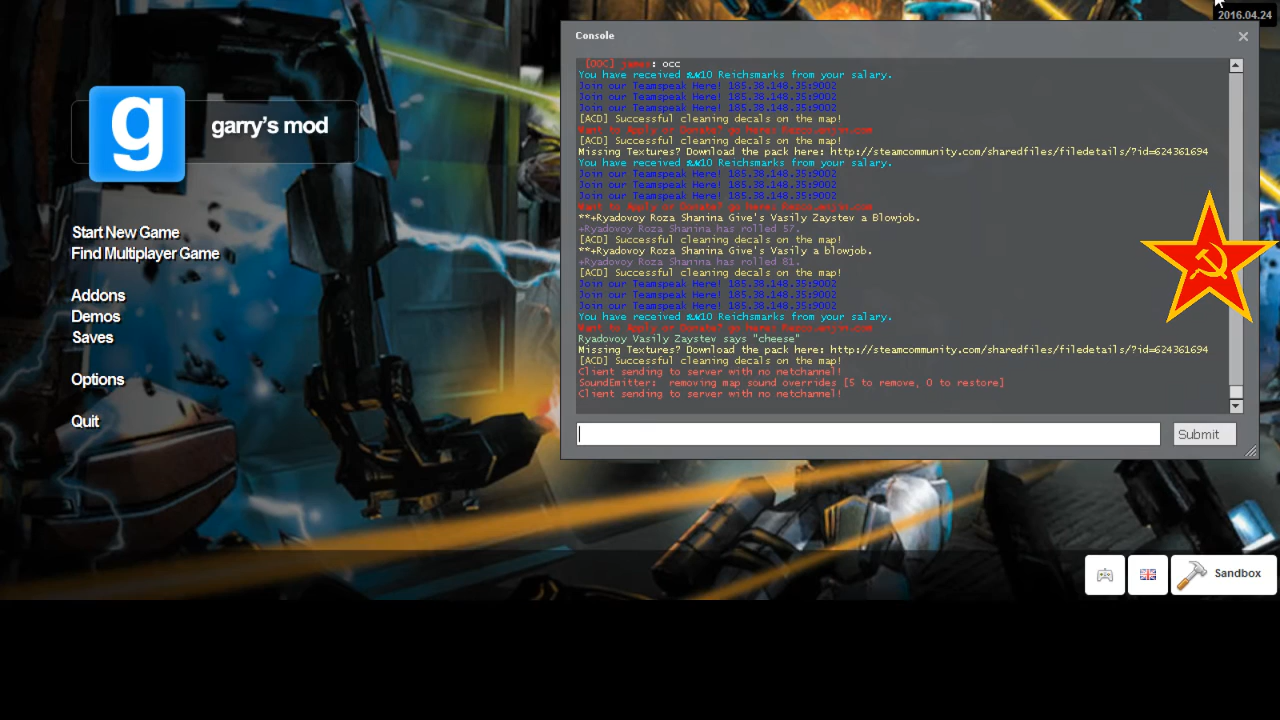 2016.04.24
g
garry's mod
Start New Game
Find Multiplayer Game
Addons
Demos
Saves
Options
Quit
Console
[OOC] james: occ
You have received ℛℳ10 Reichsmarks from your salary.
Join our Teamspeak Here! 185.38.148.35:9002
Join our Teamspeak Here! 185.38.148.35:9002
Join our Teamspeak Here! 185.38.148.35:9002
[ACD] Successful cleaning decals on the map!
Want to Apply or Donate? go Here:
[ACD] Successful cleaning decals on the map!
Missing Textures? Download the pack here: http://steamcommunity.com/sharedfiles/filedetails/?id=624361694
You have received ℛℳ10 Reichsmarks from your salary.
Join our Teamspeak Here! 185.38.148.35:9002
Join our Teamspeak Here! 185.38.148.35:9002
Join our Teamspeak Here! 185.38.148.35:9002
Want to Apply or Donate? go Here:
**+Ryadovoy Roza Shanina Give's Vasily Zaystev a Blowjob.
+Ryadovoy Roza Shanina has rolled 57.
[ACD] Successful cleaning decals on the map!
**+Ryadovoy Roza Shanina Give's Vasily a blowjob.
+Ryadovoy Roza Shanina has rolled 81.
[ACD] Successful cleaning decals on the map!
Join our Teamspeak Here! 185.38.148.35:9002
Join our Teamspeak Here! 185.38.148.35:9002
Join our Teamspeak Here! 185.38.148.35:9002
You have received ℛℳ10 Reichsmarks from your salary.
Want to Apply or Donate? go Here:
Ryadovoy Vasily Zaystev says "cheese"
Missing Textures? Download the pack here: http://steamcommunity.com/sharedfiles/filedetails/?id=624361694
[ACD] Successful cleaning decals on the map!
Client sending to server with no netchannel!
SoundEmitter: removing map sound overrides [5 to remove, 0 to restore]
Client sending to server with no netchannel!
Submit
Sandbox